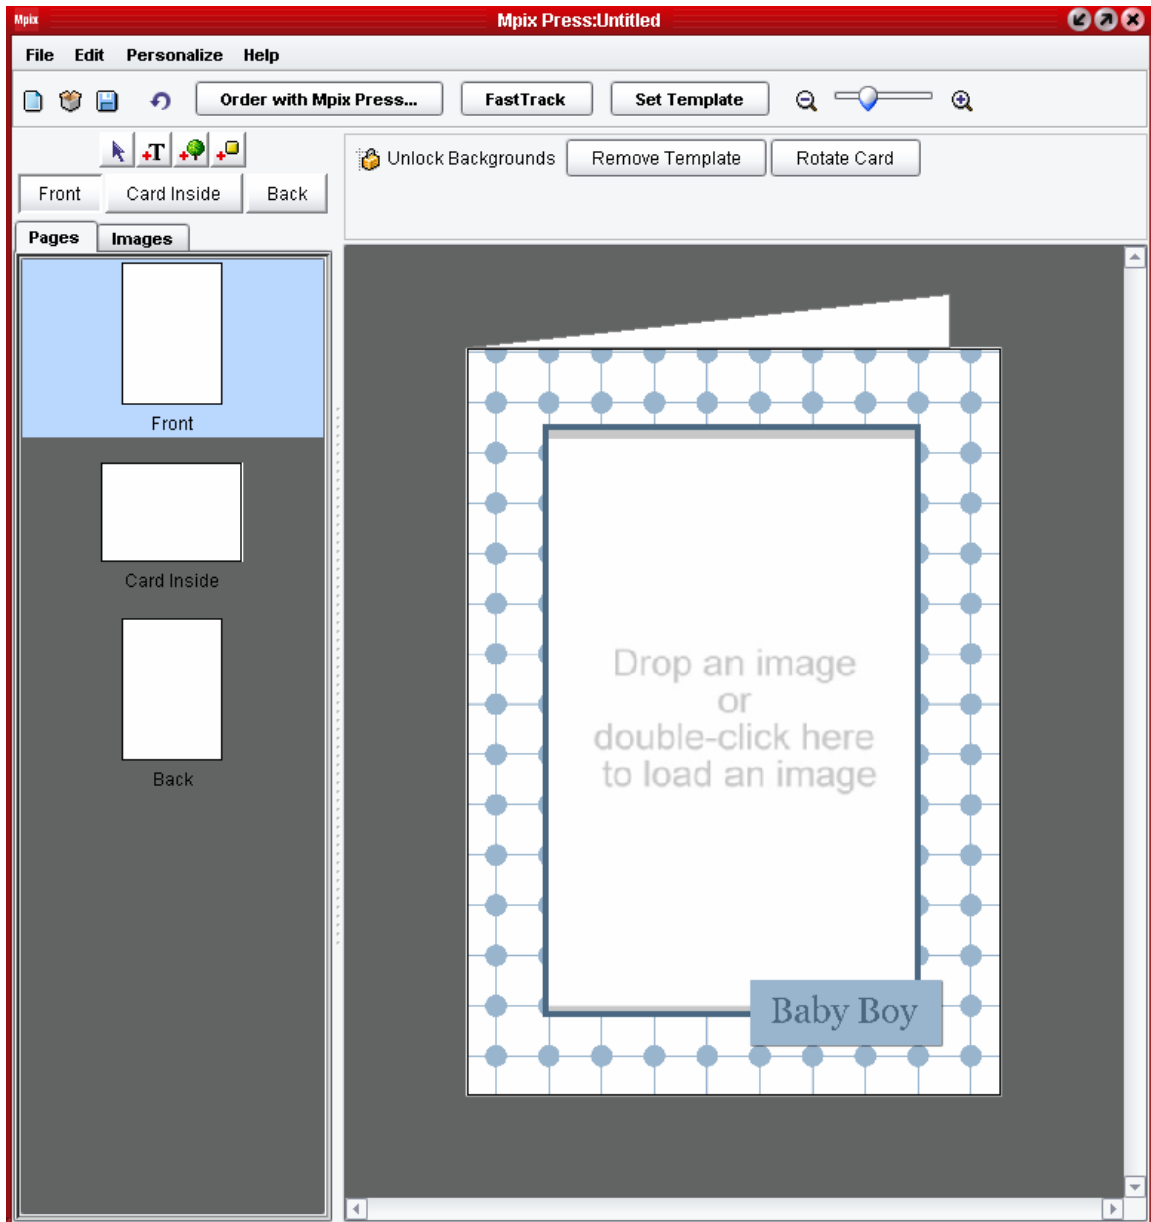 Mpix
Mpix Press:Untitled
File Edit Personalize Help
Order with Mpix Press... FastTrack Set Template
+T
Unlock Backgrounds Remove Template Rotate Card
Front Card Inside Back
Pages Images
Front
Card Inside
Back
Drop an image
or
double-click here
to load an image
Baby Boy